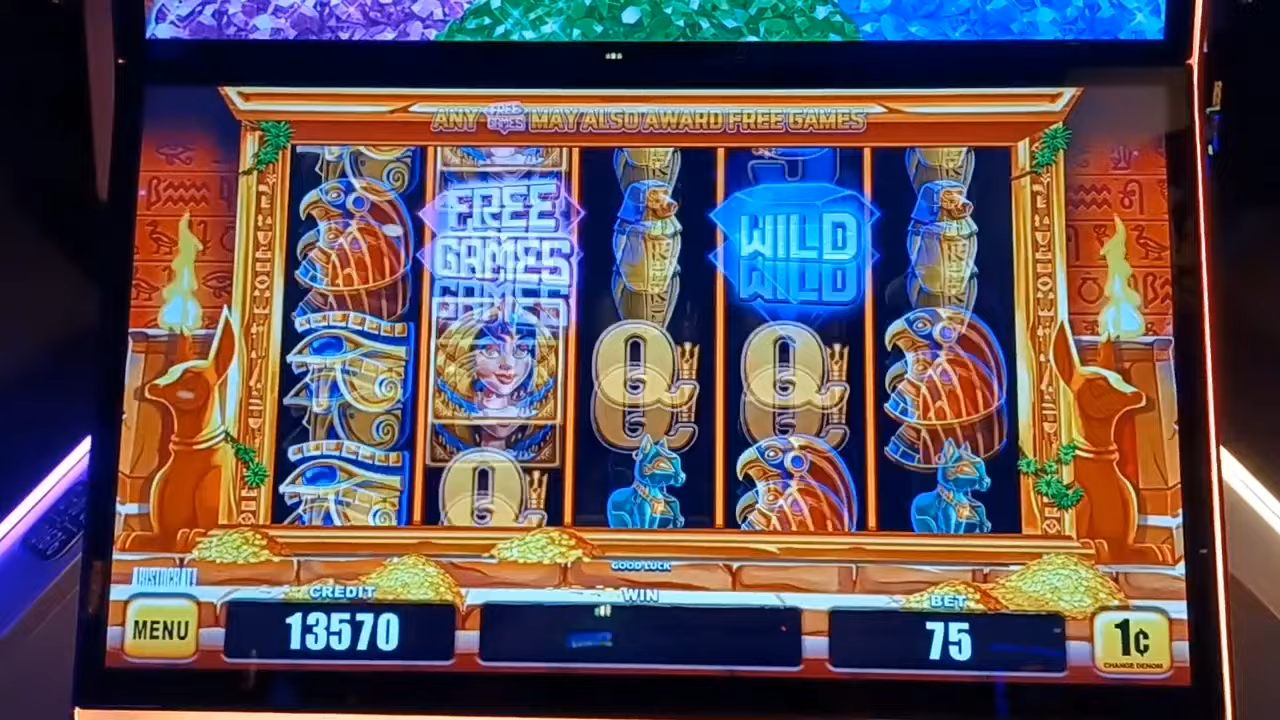 ANY FREE GAMES MAY ALSO AWARD FREE GAMES
FREE
GAMES
GAMES
WILD
WILD
Q
Q
Q
Q
Q
GOOD LUCK
ARISTOCRAT
CREDIT
WIN
BET
MENU
13570
75
1¢
CHANGE DENOM